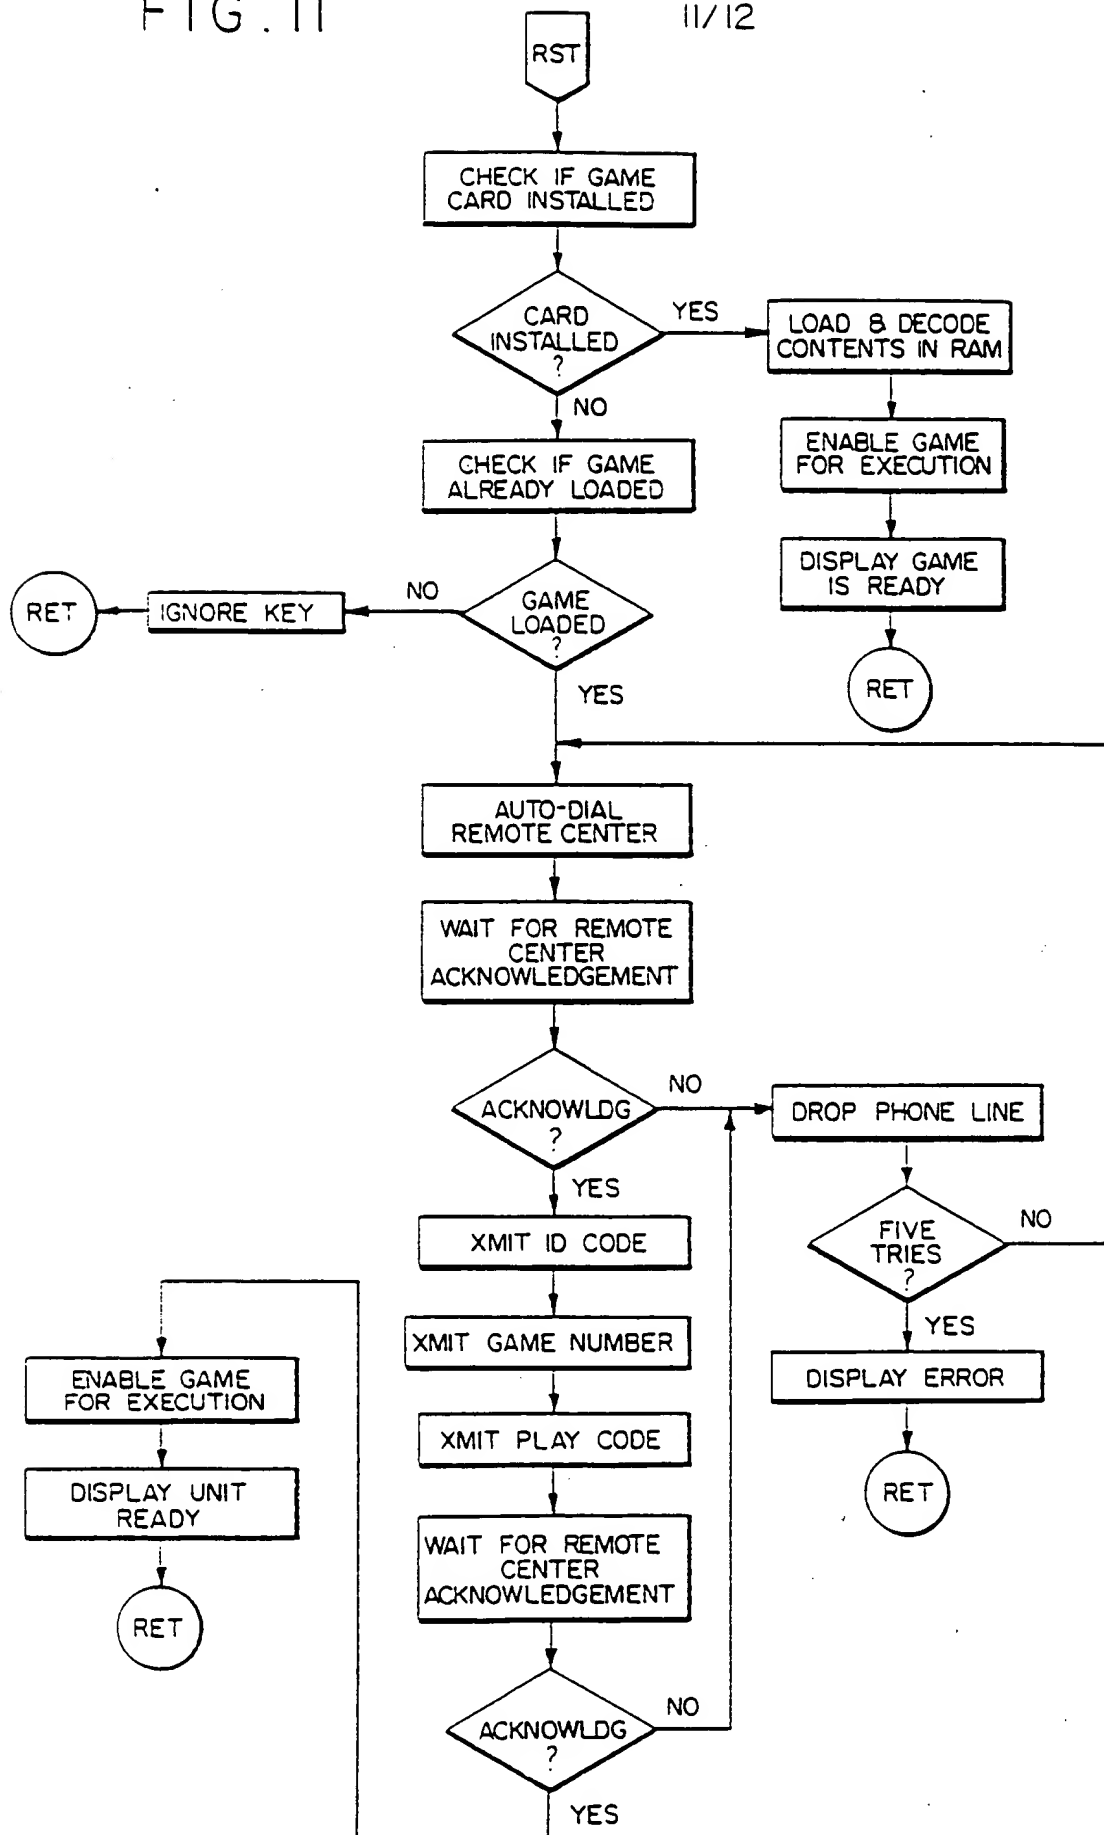 FIG. 11
11/12
RST
CHECK IF GAME
CARD INSTALLED
CARD
INSTALLED
?
YES
LOAD & DECODE
CONTENTS IN RAM
NO
ENABLE GAME
FOR EXECUTION
CHECK IF GAME
ALREADY LOADED
DISPLAY GAME
IS READY
RET
IGNORE KEY
NO
GAME
LOADED
?
RET
YES
AUTO-DIAL
REMOTE CENTER
WAIT FOR REMOTE
CENTER
ACKNOWLEDGEMENT
ACKNOWLDG
?
NO
DROP PHONE LINE
YES
FIVE
TRIES
?
NO
XMIT ID CODE
YES
XMIT GAME NUMBER
ENABLE GAME
FOR EXECUTION
DISPLAY ERROR
XMIT PLAY CODE
DISPLAY UNIT
READY
RET
WAIT FOR REMOTE
CENTER
ACKNOWLEDGEMENT
RET
ACKNOWLDG
?
NO
YES